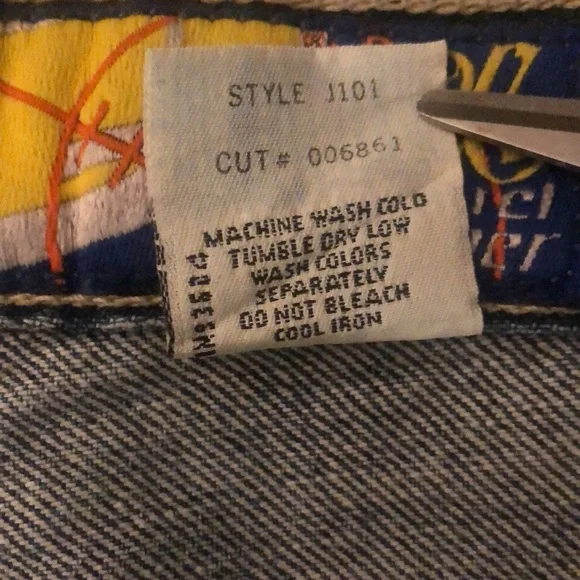 STYLE J101
CUT# 006861
MACHINE WASH COLD
TUMBLE DRY LOW
WASH COLORS
SEPARATELY
DO NOT BLEACH
COOL IRON